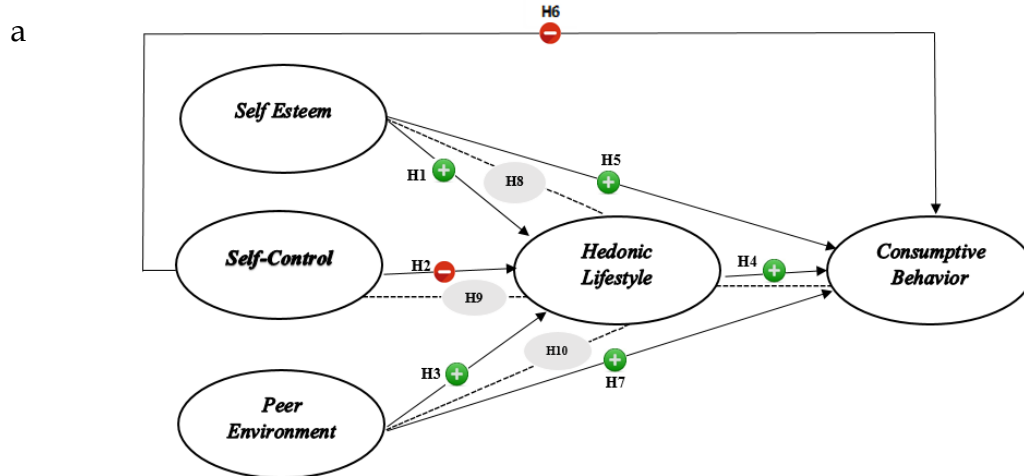 H6
a
Self Esteem
H5
H1
H8
Self-Control
H2
Hedonic
Lifestyle
H4
Consumptive
Behavior
H9
H10
H3
H7
Peer
Environment